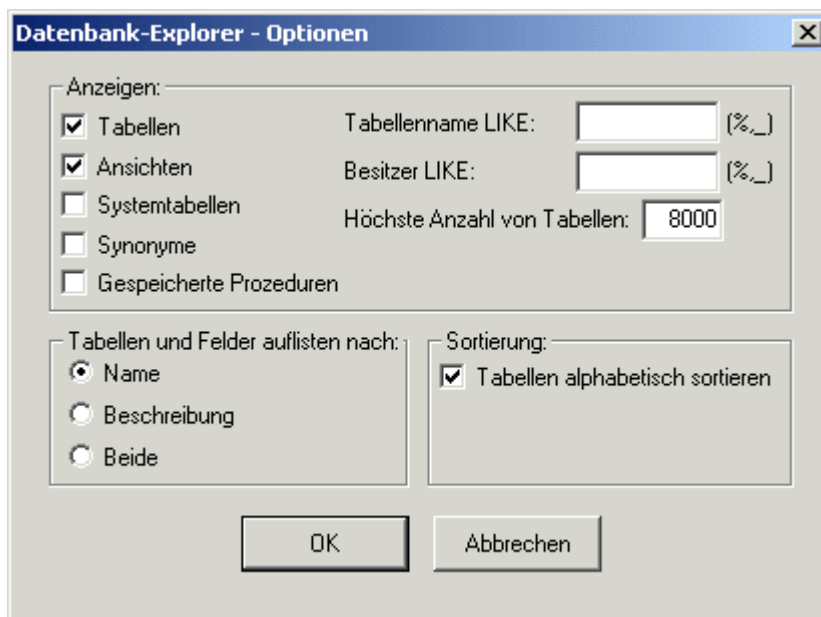 Datenbank-Explorer - Optionen
Anzeigen:
Tabellen
Tabellenname LIKE:
(%,_)
Ansichten
Besitzer LIKE:
(%,_)
Systemtabellen
Höchste Anzahl von Tabellen: 8000
Synonyme
Gespeicherte Prozeduren
Tabellen und Felder auflisten nach:
Name
Beschreibung
Beide
Sortierung:
Tabellen alphabetisch sortieren
OK
Abbrechen